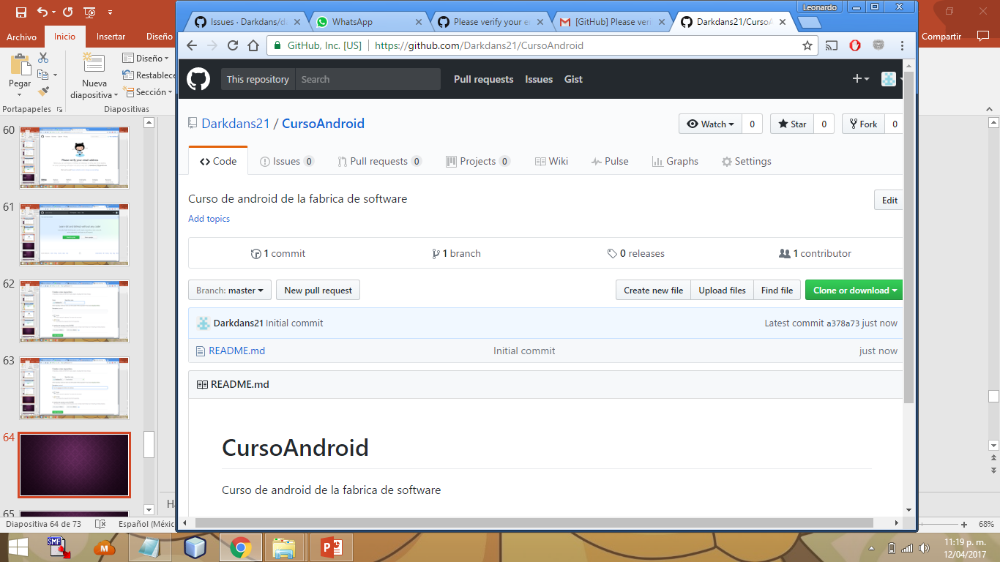 Leonardo
Issues · Darkdans/d
WhatsApp
Please verify your e
[GitHub] Please veri
Darkdans21/CursoA
Archivo Inicio Insertar Diseño
Compartir
GitHub, Inc. [US] https://github.com/Darkdans21/CursoAndroid
Pegar
Nueva
diapositiva
Diseño
Restablece
Sección
Portapapeles Diapositivas
This repository Search Pull requests Issues Gist
Darkdans21 / CursoAndroid
Watch 0 Star 0 Fork 0
Code Issues 0 Pull requests 0 Projects 0 Wiki Pulse Graphs Settings
Curso de android de la fabrica de software
Edit
Add topics
1 commit 1 branch 0 releases 1 contributor
Branch: master New pull request Create new file Upload files Find file Clone or download
Darkdans21 Initial commit Latest commit a378a73 just now
README.md Initial commit just now
README.md
CursoAndroid
Curso de android de la fabrica de software
60
61
62
63
64
65
Diapositiva 64 de 73 Español (Méxic
68%
SMF
11:19 p. m.
12/04/2017